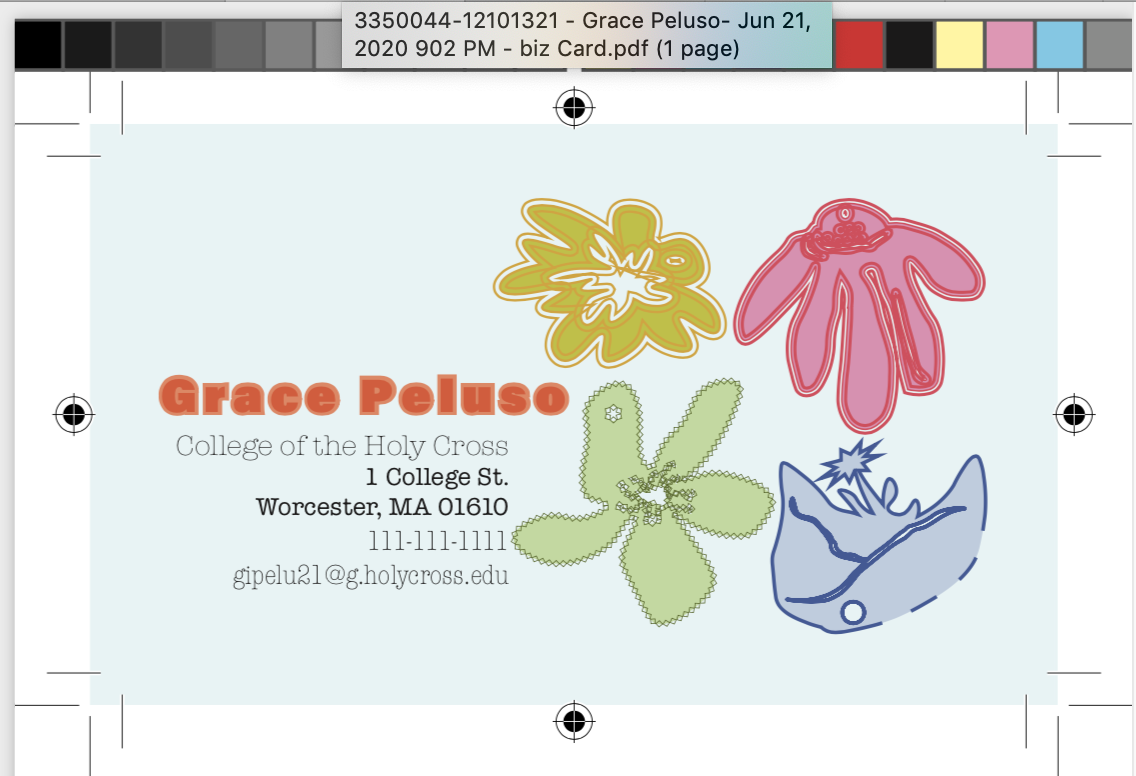 3350044-12101321 - Grace Peluso- Jun 21,
2020 902 PM - biz Card.pdf (1 page)
Grace Peluso
College of the Holy Cross
1 College St.
Worcester, MA 01610
111-111-1111
gipelu21@g.holycross.edu